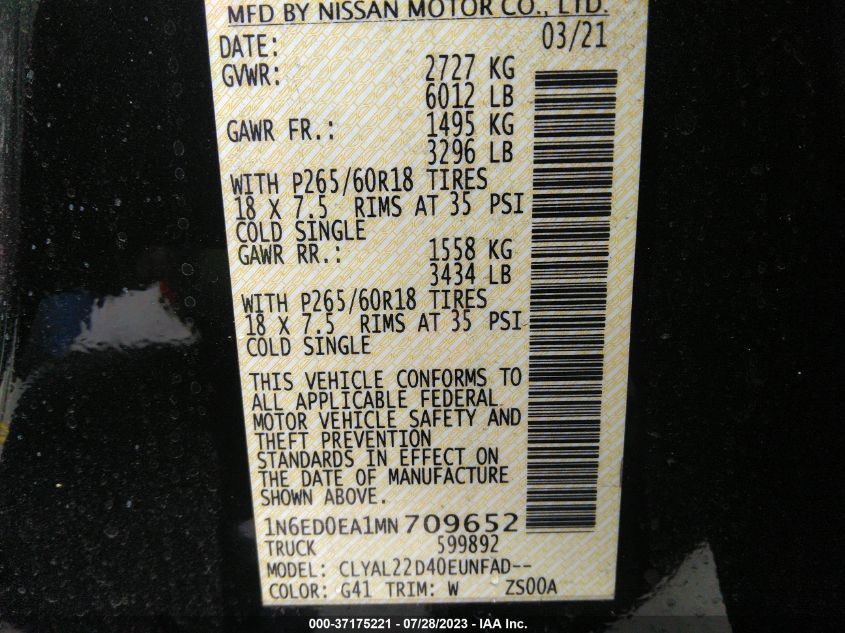 MFD BY NISSAN MOTOR CO., LTD.
DATE: 03/21
GVWR: 2727 KG
6012 LB
GAWR FR.: 1495 KG
3296 LB
WITH P265/60R18 TIRES
18 X 7.5 RIMS AT 35 PSI
COLD SINGLE
GAWR RR.: 1558 KG
3434 LB
WITH P265/60R18 TIRES
18 X 7.5 RIMS AT 35 PSI
COLD SINGLE
THIS VEHICLE CONFORMS TO
ALL APPLICABLE FEDERAL
MOTOR VEHICLE SAFETY AND
THEFT PREVENTION
STANDARDS IN EFFECT ON
THE DATE OF MANUFACTURE
SHOWN ABOVE.
1N6ED0EA1MN 709652
TRUCK 599892
MODEL: CLYAL22D40EUNFAD--
COLOR: G41 TRIM: W ZS00A
000-37175221 - 07/28/2023 - IAA Inc.